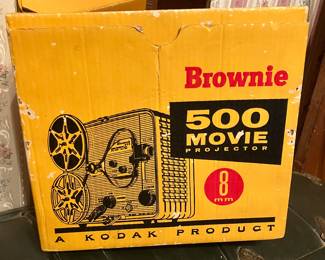 Brownie
500
MOVIE
PROJECTOR
8
mm
A KODAK PRODUCT